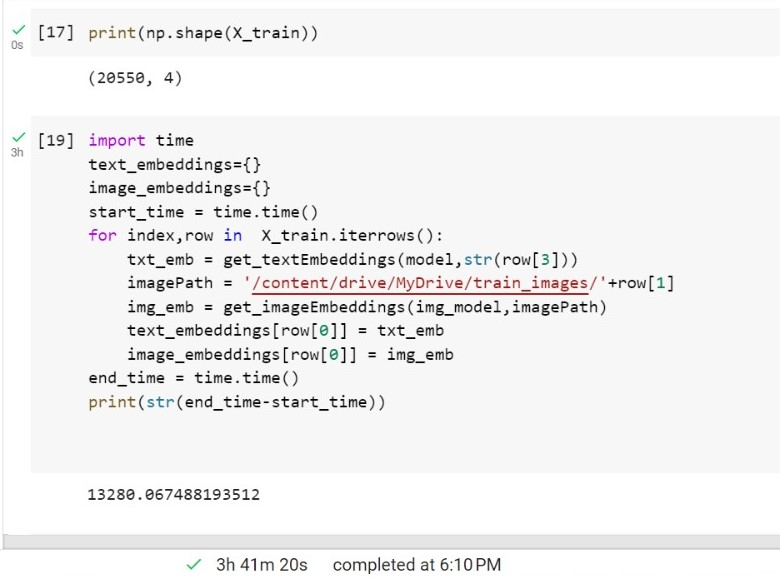 [17] print(np.shape(X_train))
0s
(20550, 4)
[19] import time
3h
text_embeddings={}
image_embeddings={}
start_time = time.time()
for index,row in  X_train.iterrows():
    txt_emb = get_textEmbeddings(model,str(row[3]))
    imagePath = '/content/drive/MyDrive/train_images/'+row[1]
    img_emb = get_imageEmbeddings(img_model,imagePath)
    text_embeddings[row[0]] = txt_emb
    image_embeddings[row[0]] = img_emb
end_time = time.time()
print(str(end_time-start_time))
13280.067488193512
3h 41m 20s completed at 6:10 PM